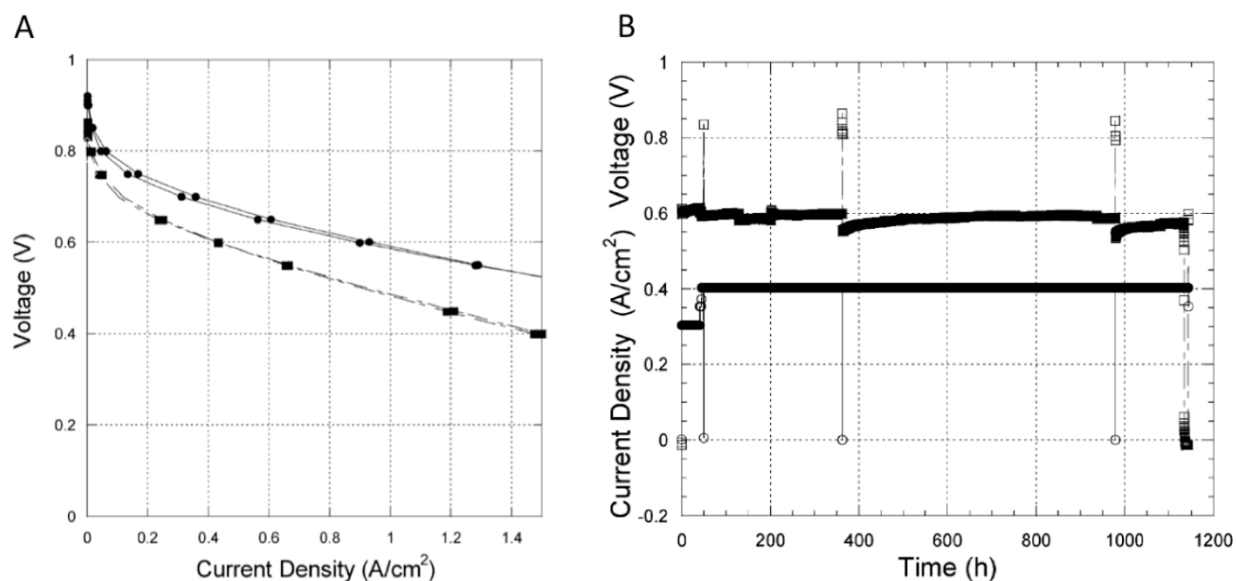 A
B
1
0.8
0.6
0.4
0.2
0
Voltage (V)
0 0.2 0.4 0.6 0.8 1 1.2 1.4
Current Density (A/cm²)
1
0.8
0.6
0.4
0.2
0
-0.2
Current Density (A/cm²) Voltage (V)
0 200 400 600 800 1000 1200
Time (h)